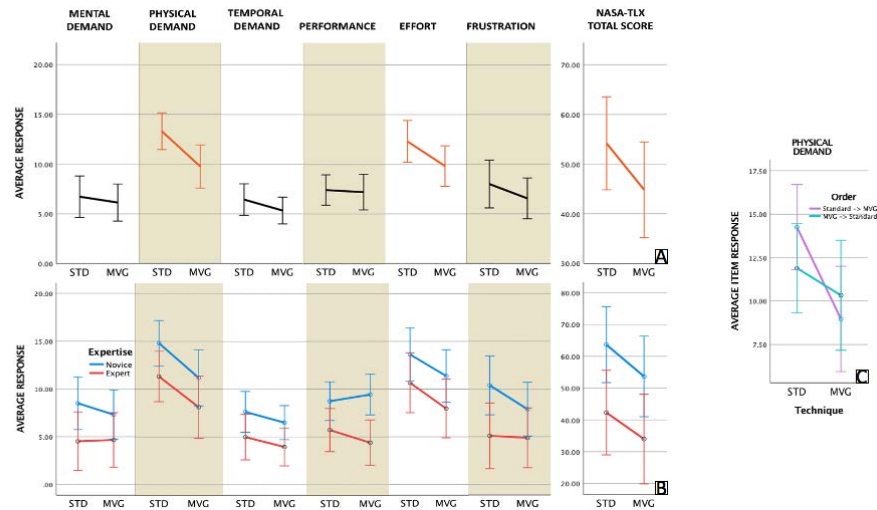 MENTAL DEMAND
PHYSICAL DEMAND
TEMPORAL DEMAND
PERFORMANCE
EFFORT
FRUSTRATION
NASA-TLX TOTAL SCORE
AVERAGE RESPONSE
20.00
15.00
10.00
5.00
0.00
70.00
60.00
50.00
40.00
30.00
STD MVG STD MVG STD MVG STD MVG STD MVG STD MVG STD MVG
A
AVERAGE RESPONSE
20.00
15.00
10.00
5.00
.00
Expertise
Novice
Expert
80.00
70.00
60.00
50.00
40.00
30.00
20.00
STD MVG STD MVG STD MVG STD MVG STD MVG STD MVG STD MVG
B
PHYSICAL
DEMAND
AVERAGE ITEM RESPONSE
17.50
15.00
12.50
10.00
7.50
Order
Standard -> MVG
MVG -> Standard
STD MVG
C
Technique